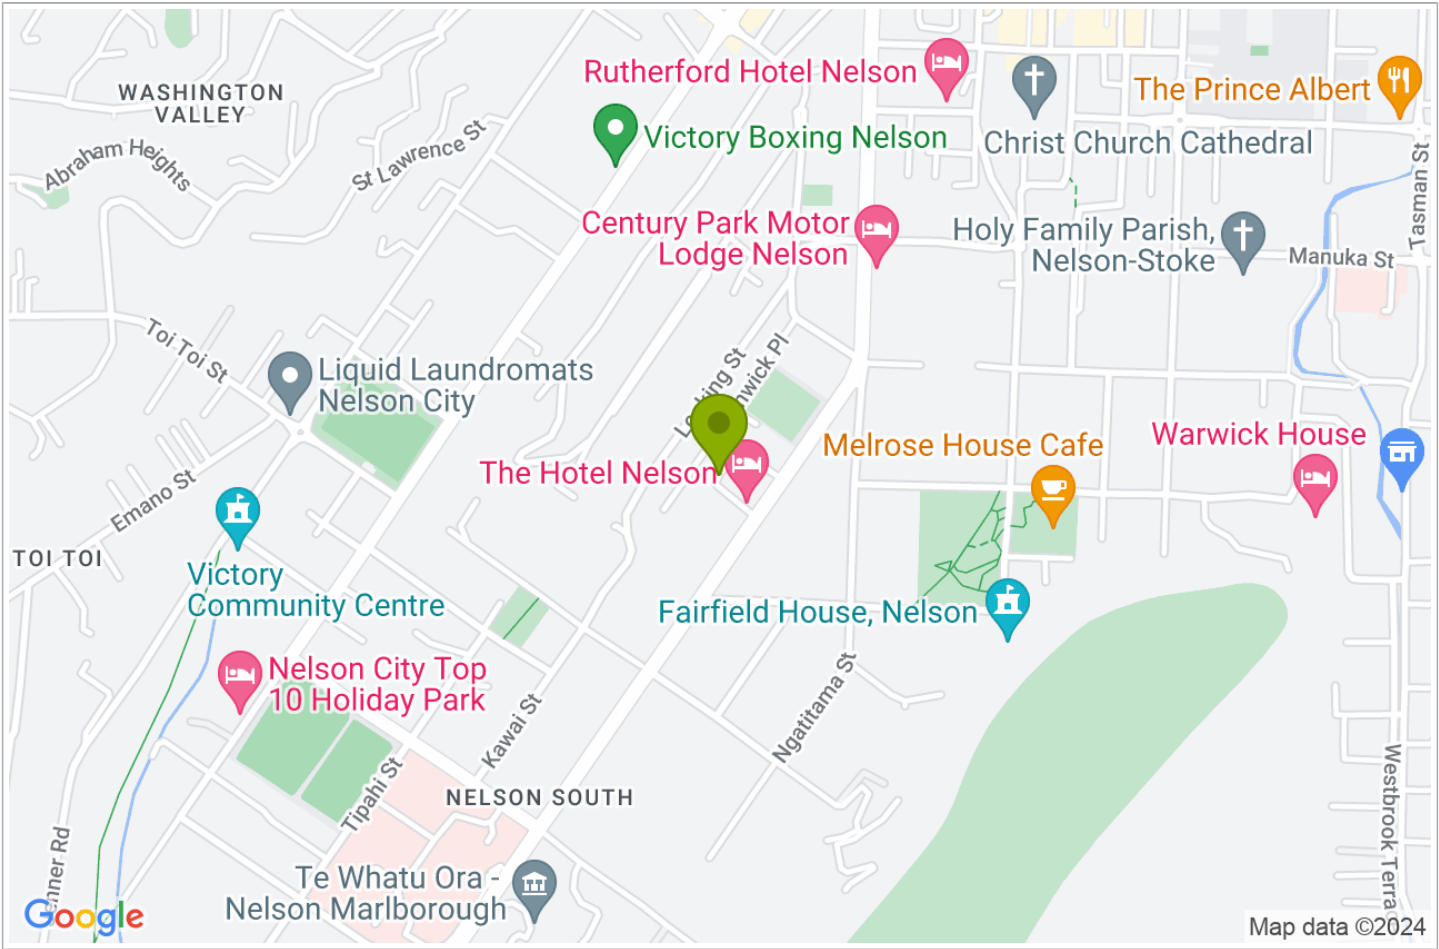 Rutherford Hotel Nelson
The Prince Albert
WASHINGTON
VALLEY
Victory Boxing Nelson
Christ Church Cathedral
St Lawrence St
Abraham Heights
Tasman St
Century Park Motor
Lodge Nelson
Holy Family Parish,
Nelson-Stoke
Manuka St
Toi Toi St
Liquid Laundromats
Nelson City
Warwick House
Melrose House Cafe
The Hotel Nelson
Emano St
TOI TOI
Victory
Community Centre
Fairfield House, Nelson
Nelson City Top
10 Holiday Park
Kawai St
Ngatitama St
Tipahi St
NELSON SOUTH
Westbrook Terrac
Te Whatu Ora -
Nelson Marlborough
Google
Map data ©2024